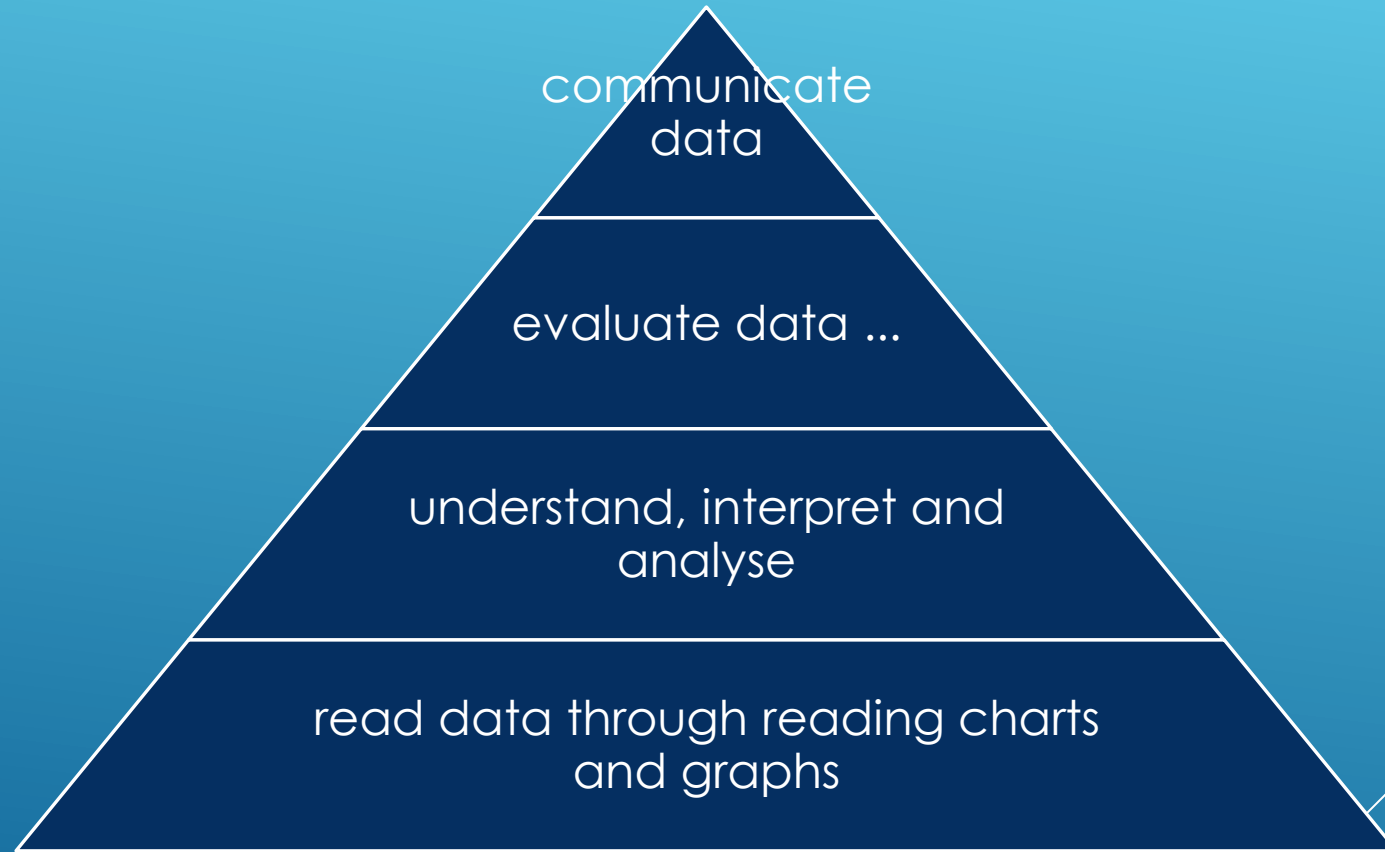 communicate
data
evaluate data ...
understand, interpret and
analyse
read data through reading charts
and graphs